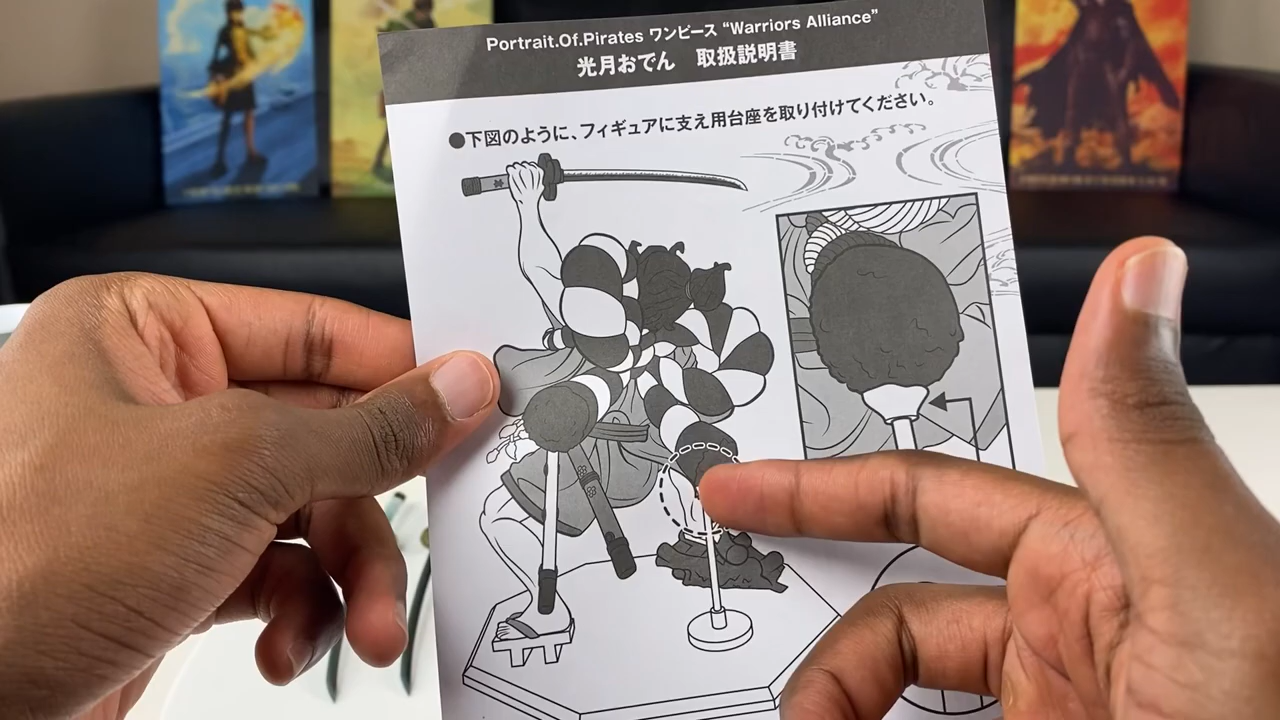 Portrait.Of.Pirates ワンピース “Warriors Alliance”
光月おでん 取扱説明書
●下図のように、フィギュアに支え用台座を取り付けてください。